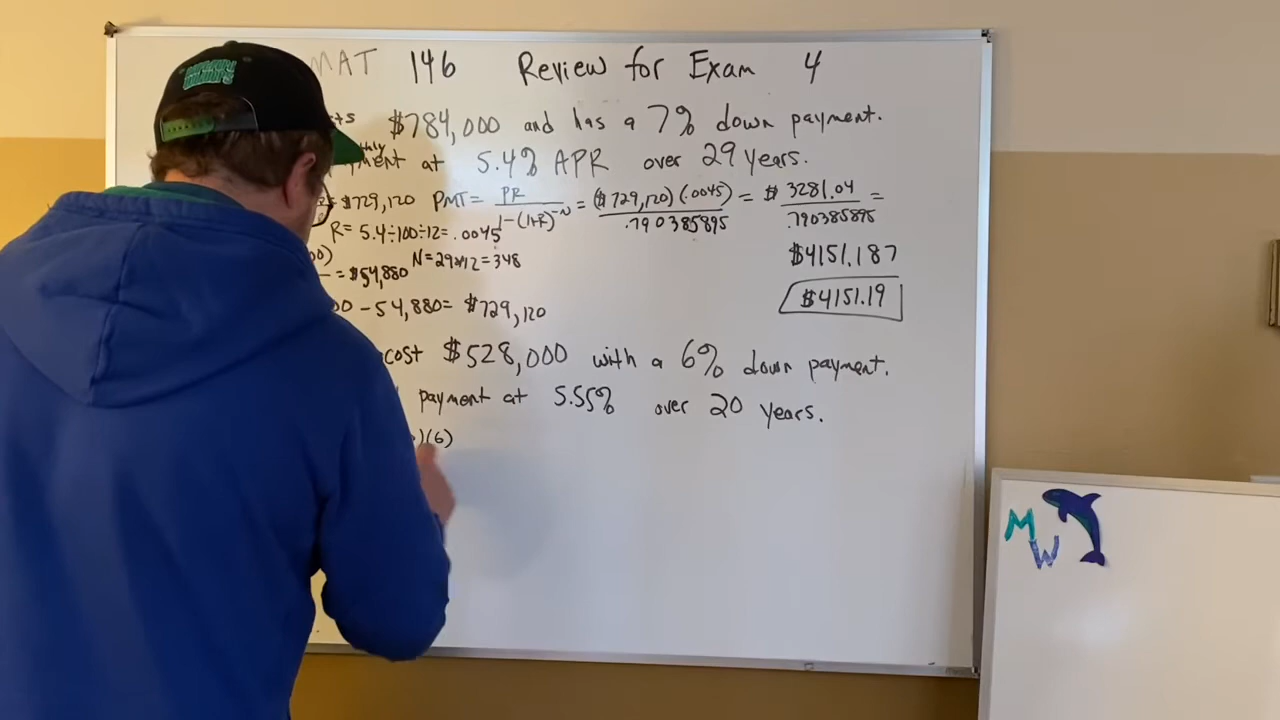 MAT 146 Review for Exam 4
$784,000 and has a 7% down payment.
at 5.4% APR over 29 years.
= $729,120 PMT = PR / 1-(1+R)^-N = ($729,120)(.0045) / .790385895 = $3281.04 / .790385895 =
R = 5.4÷100÷12 = .0045
$4151.187
= $54,880 N = 29*12 = 348
$4151.19
- 54,880 = $729,120
cost $528,000 with a 6% down payment.
payment at 5.55% over 20 years.
)(6)
M
W